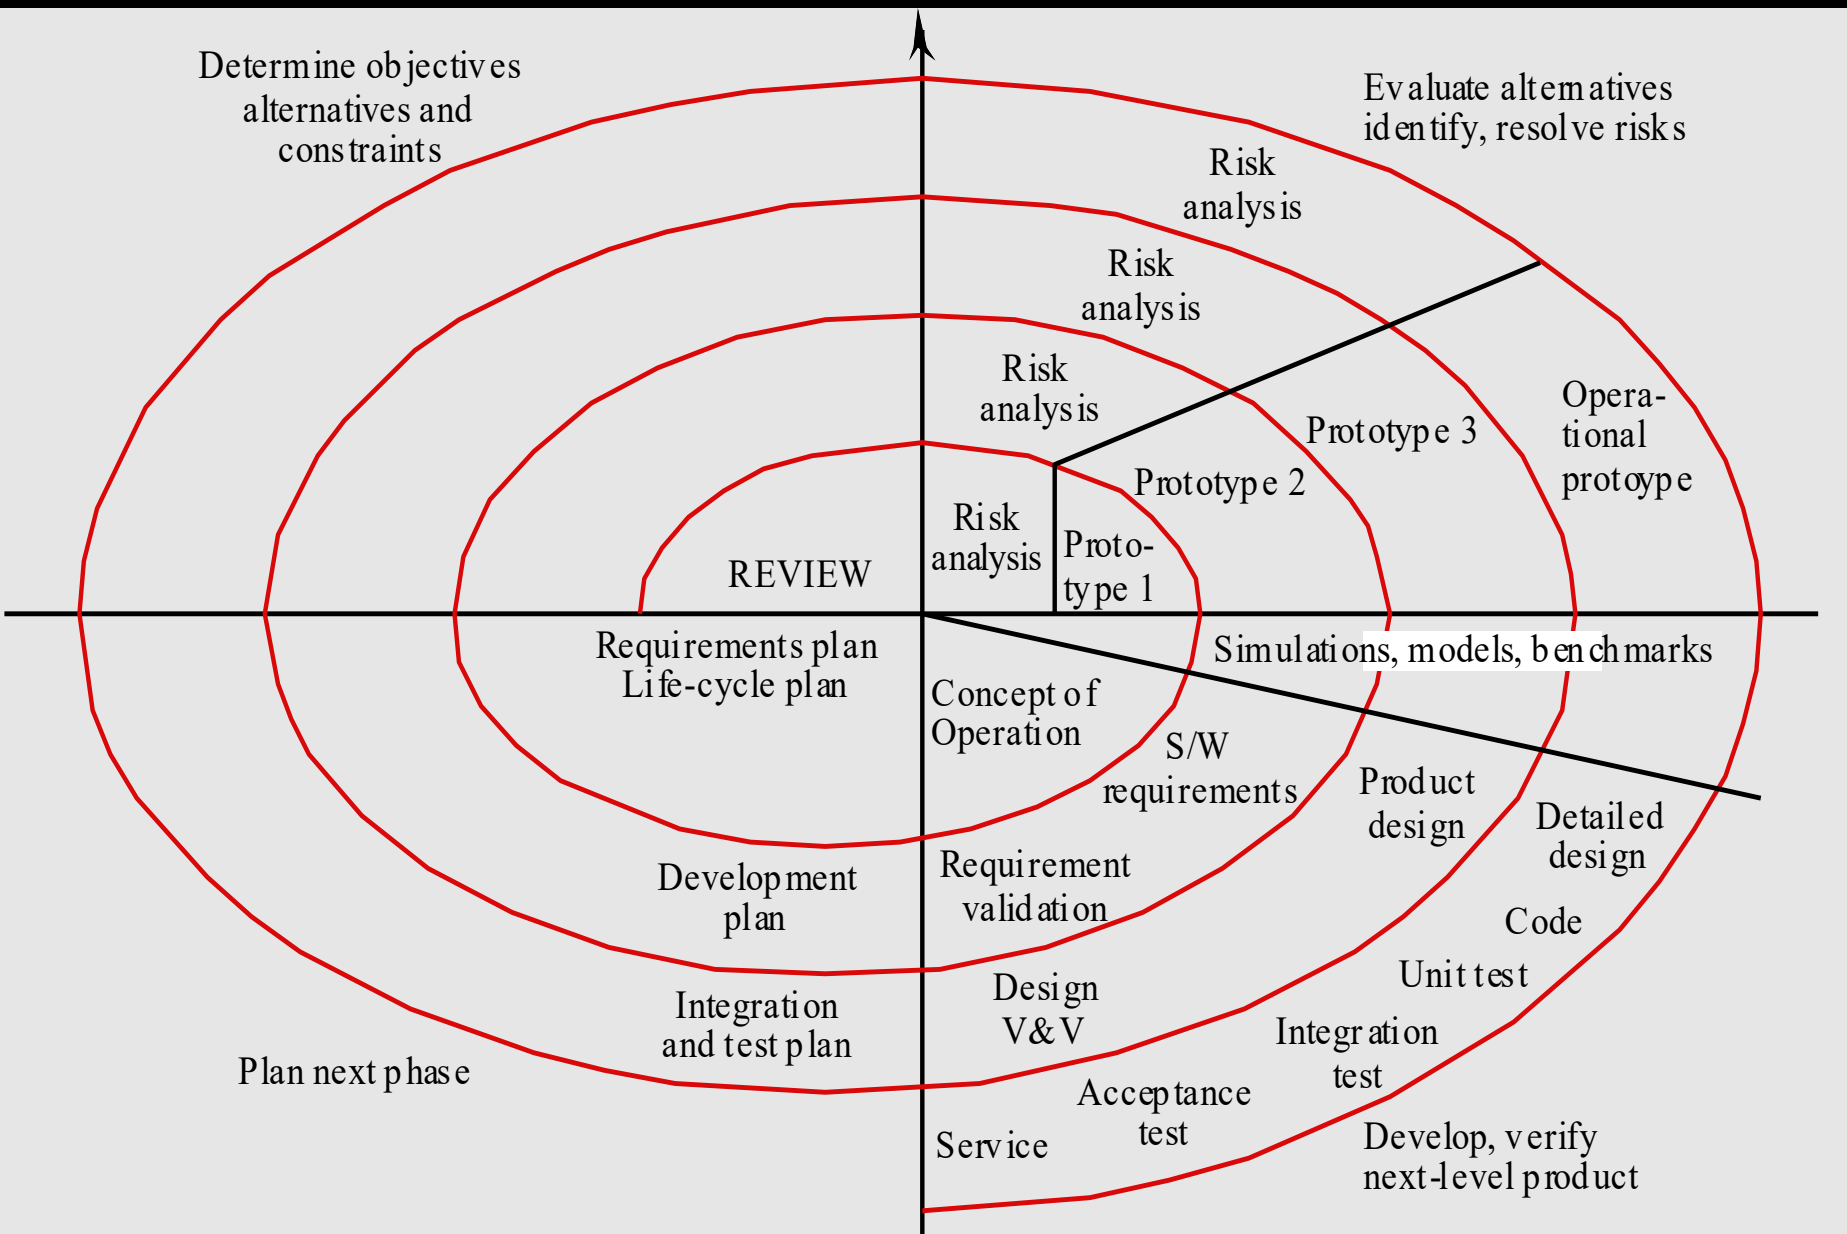 Determine objectives
alternatives and
constraints
Evaluate alternatives
identify, resolve risks
Risk
analysis
Risk
analysis
Risk
analysis
Risk
analysis
Opera-
tional
protoype
Prototype 3
Prototype 2
Proto-
type 1
REVIEW
Requirements plan
Life-cycle plan
Simulations, models, benchmarks
Concept of
Operation
S/W
requirements
Product
design
Detailed
design
Development
plan
Requirement
validation
Code
Unit test
Integration
and test plan
Design
V&V
Integration
test
Plan next phase
Acceptance
test
Service
Develop, verify
next-level product